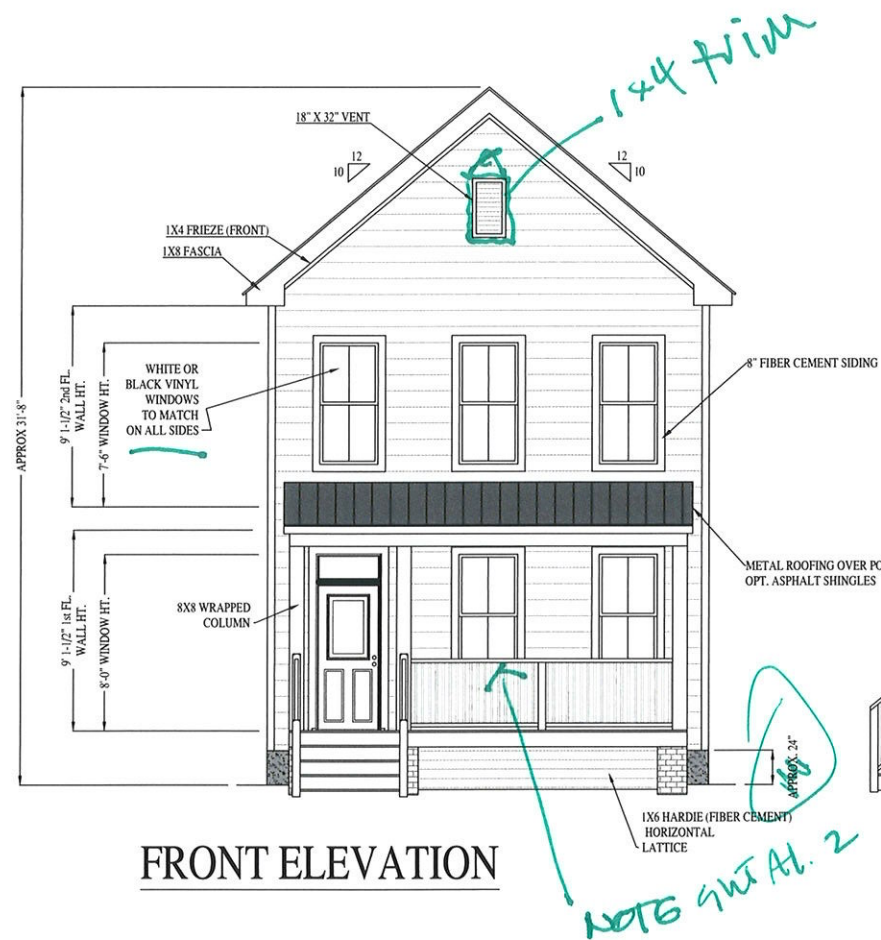 1x4 trim
18" X 32" VENT
12
10
12
10
1X4 FRIEZE (FRONT)
1X8 FASCIA
WHITE OR
BLACK VINYL
WINDOWS
TO MATCH
ON ALL SIDES
8" FIBER CEMENT SIDING
APPROX 31'-8"
9' 1-1/2" 2nd FL.
WALL HT.
7'-6" WINDOW HT.
METAL ROOFING OVER PO
OPT. ASPHALT SHINGLES
8X8 WRAPPED
COLUMN
9' 1-1/2" 1st FL.
WALL HT.
8'-0" WINDOW HT.
APPROX. 24"
1X6 HARDIE (FIBER CEMENT)
HORIZONTAL
LATTICE
FRONT ELEVATION
NOTE 2